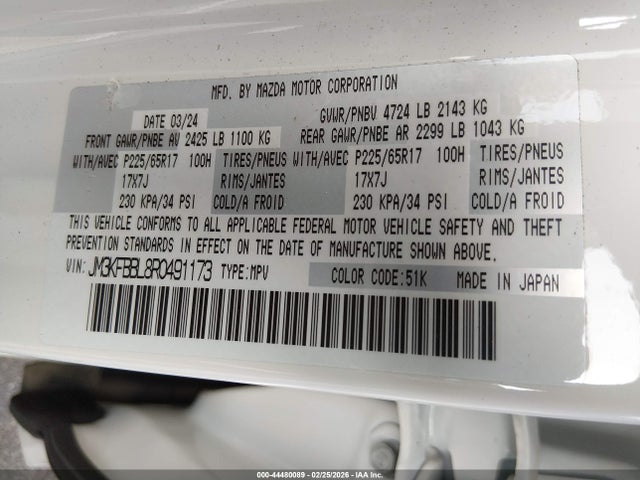 MFD. BY MAZDA MOTOR CORPORATION
DATE 03/24 GVWR/PNBV 4724 LB 2143 KG
FRONT GAWR/PNBE AV 2425 LB 1100 KG REAR GAWR/PNBE AR 2299 LB 1043 KG
WITH/AVEC P225/65R17 100H TIRES/PNEUS WITH/AVEC P225/65R17 100H TIRES/PNEUS
17X7J RIMS/JANTES 17X7J RIMS/JANTES
230 KPA/34 PSI COLD/A FROID 230 KPA/34 PSI COLD/A FROID
THIS VEHICLE CONFORMS TO ALL APPLICABLE FEDERAL MOTOR VEHICLE SAFETY AND THEFT
PREVENTION STANDARDS IN EFFECT ON THE DATE OF MANUFACTURE SHOWN ABOVE.
VIN: JM3KFBBL8R0491173 TYPE:MPV COLOR CODE:51K MADE IN JAPAN
000-44480089 - 02/25/2026 - COPYRIGHT IAA, LLC